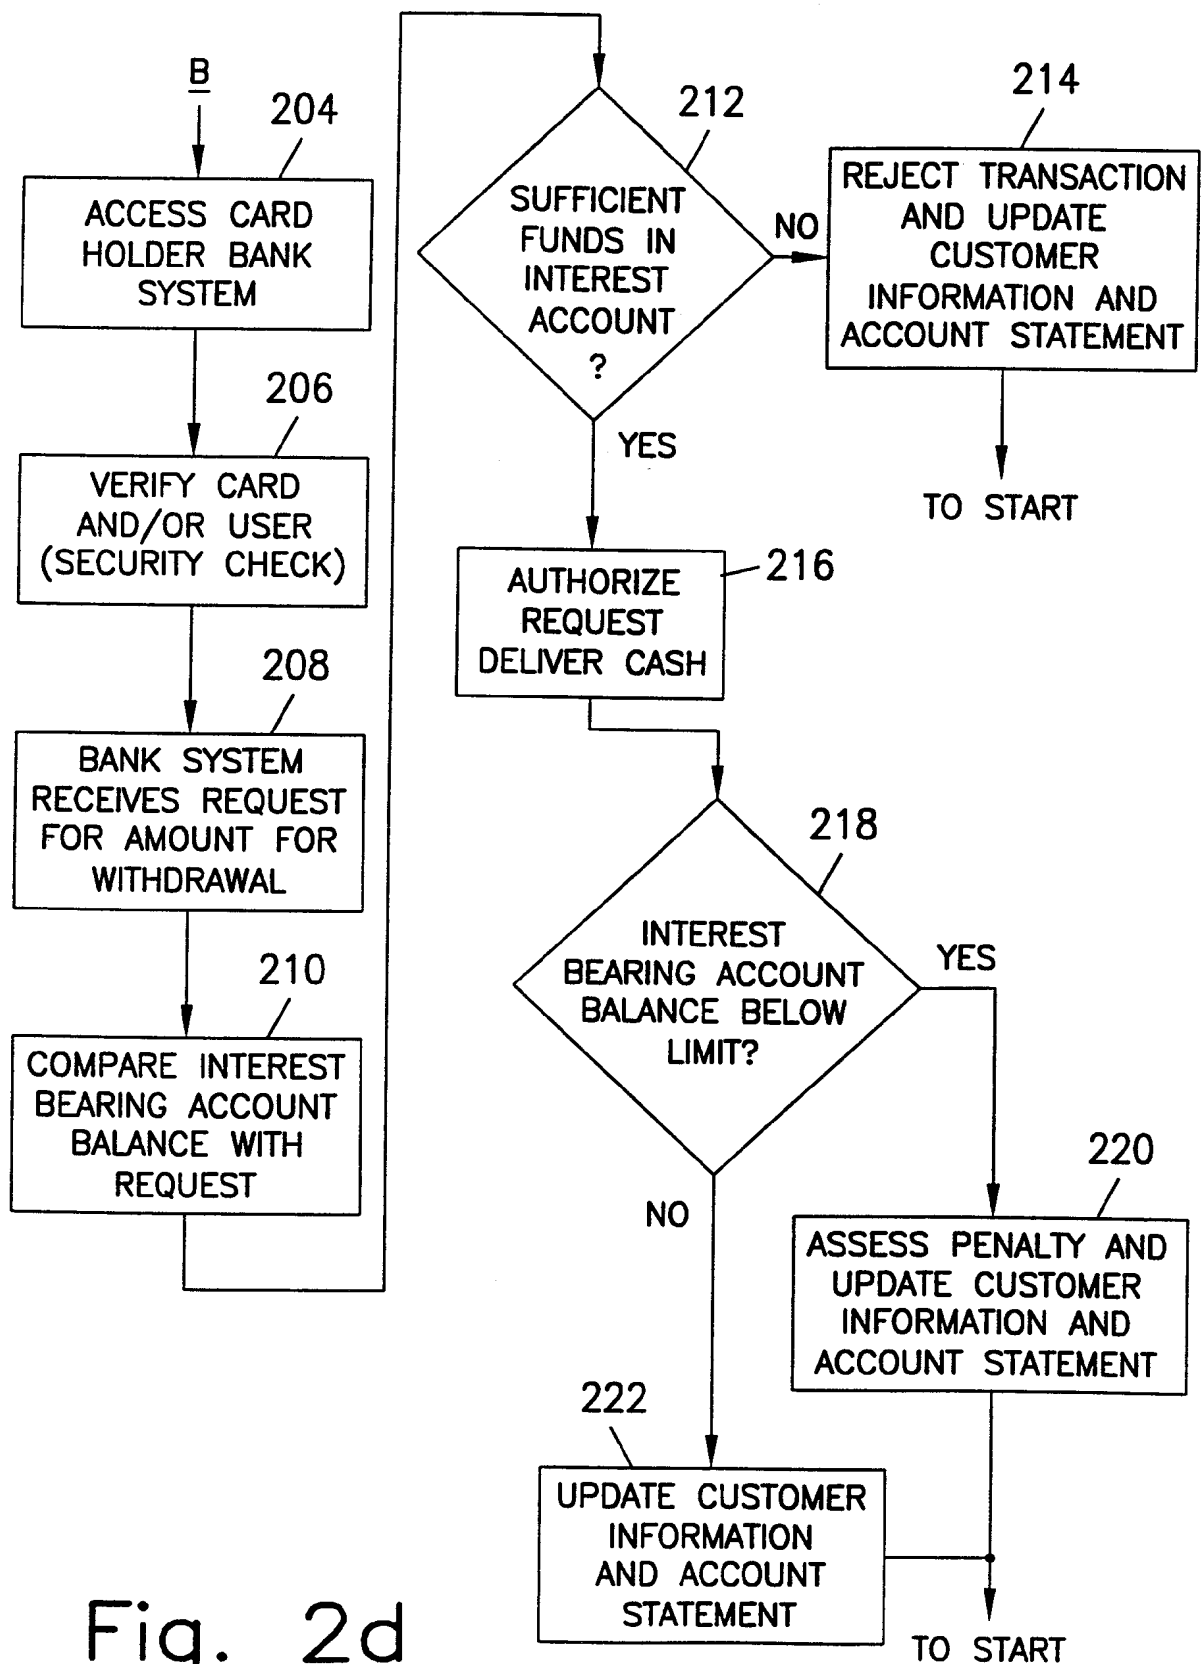 B
204
ACCESS CARD
HOLDER BANK
SYSTEM
206
VERIFY CARD
AND/OR USER
(SECURITY CHECK)
208
BANK SYSTEM
RECEIVES REQUEST
FOR AMOUNT FOR
WITHDRAWAL
210
COMPARE INTEREST
BEARING ACCOUNT
BALANCE WITH
REQUEST
212
SUFFICIENT
FUNDS IN
INTEREST
ACCOUNT
?
NO
214
REJECT TRANSACTION
AND UPDATE
CUSTOMER
INFORMATION AND
ACCOUNT STATEMENT
TO START
YES
216
AUTHORIZE
REQUEST
DELIVER CASH
218
INTEREST
BEARING ACCOUNT
BALANCE BELOW
LIMIT?
YES
220
ASSESS PENALTY AND
UPDATE CUSTOMER
INFORMATION AND
ACCOUNT STATEMENT
NO
222
UPDATE CUSTOMER
INFORMATION
AND ACCOUNT
STATEMENT
TO START
Fig. 2d